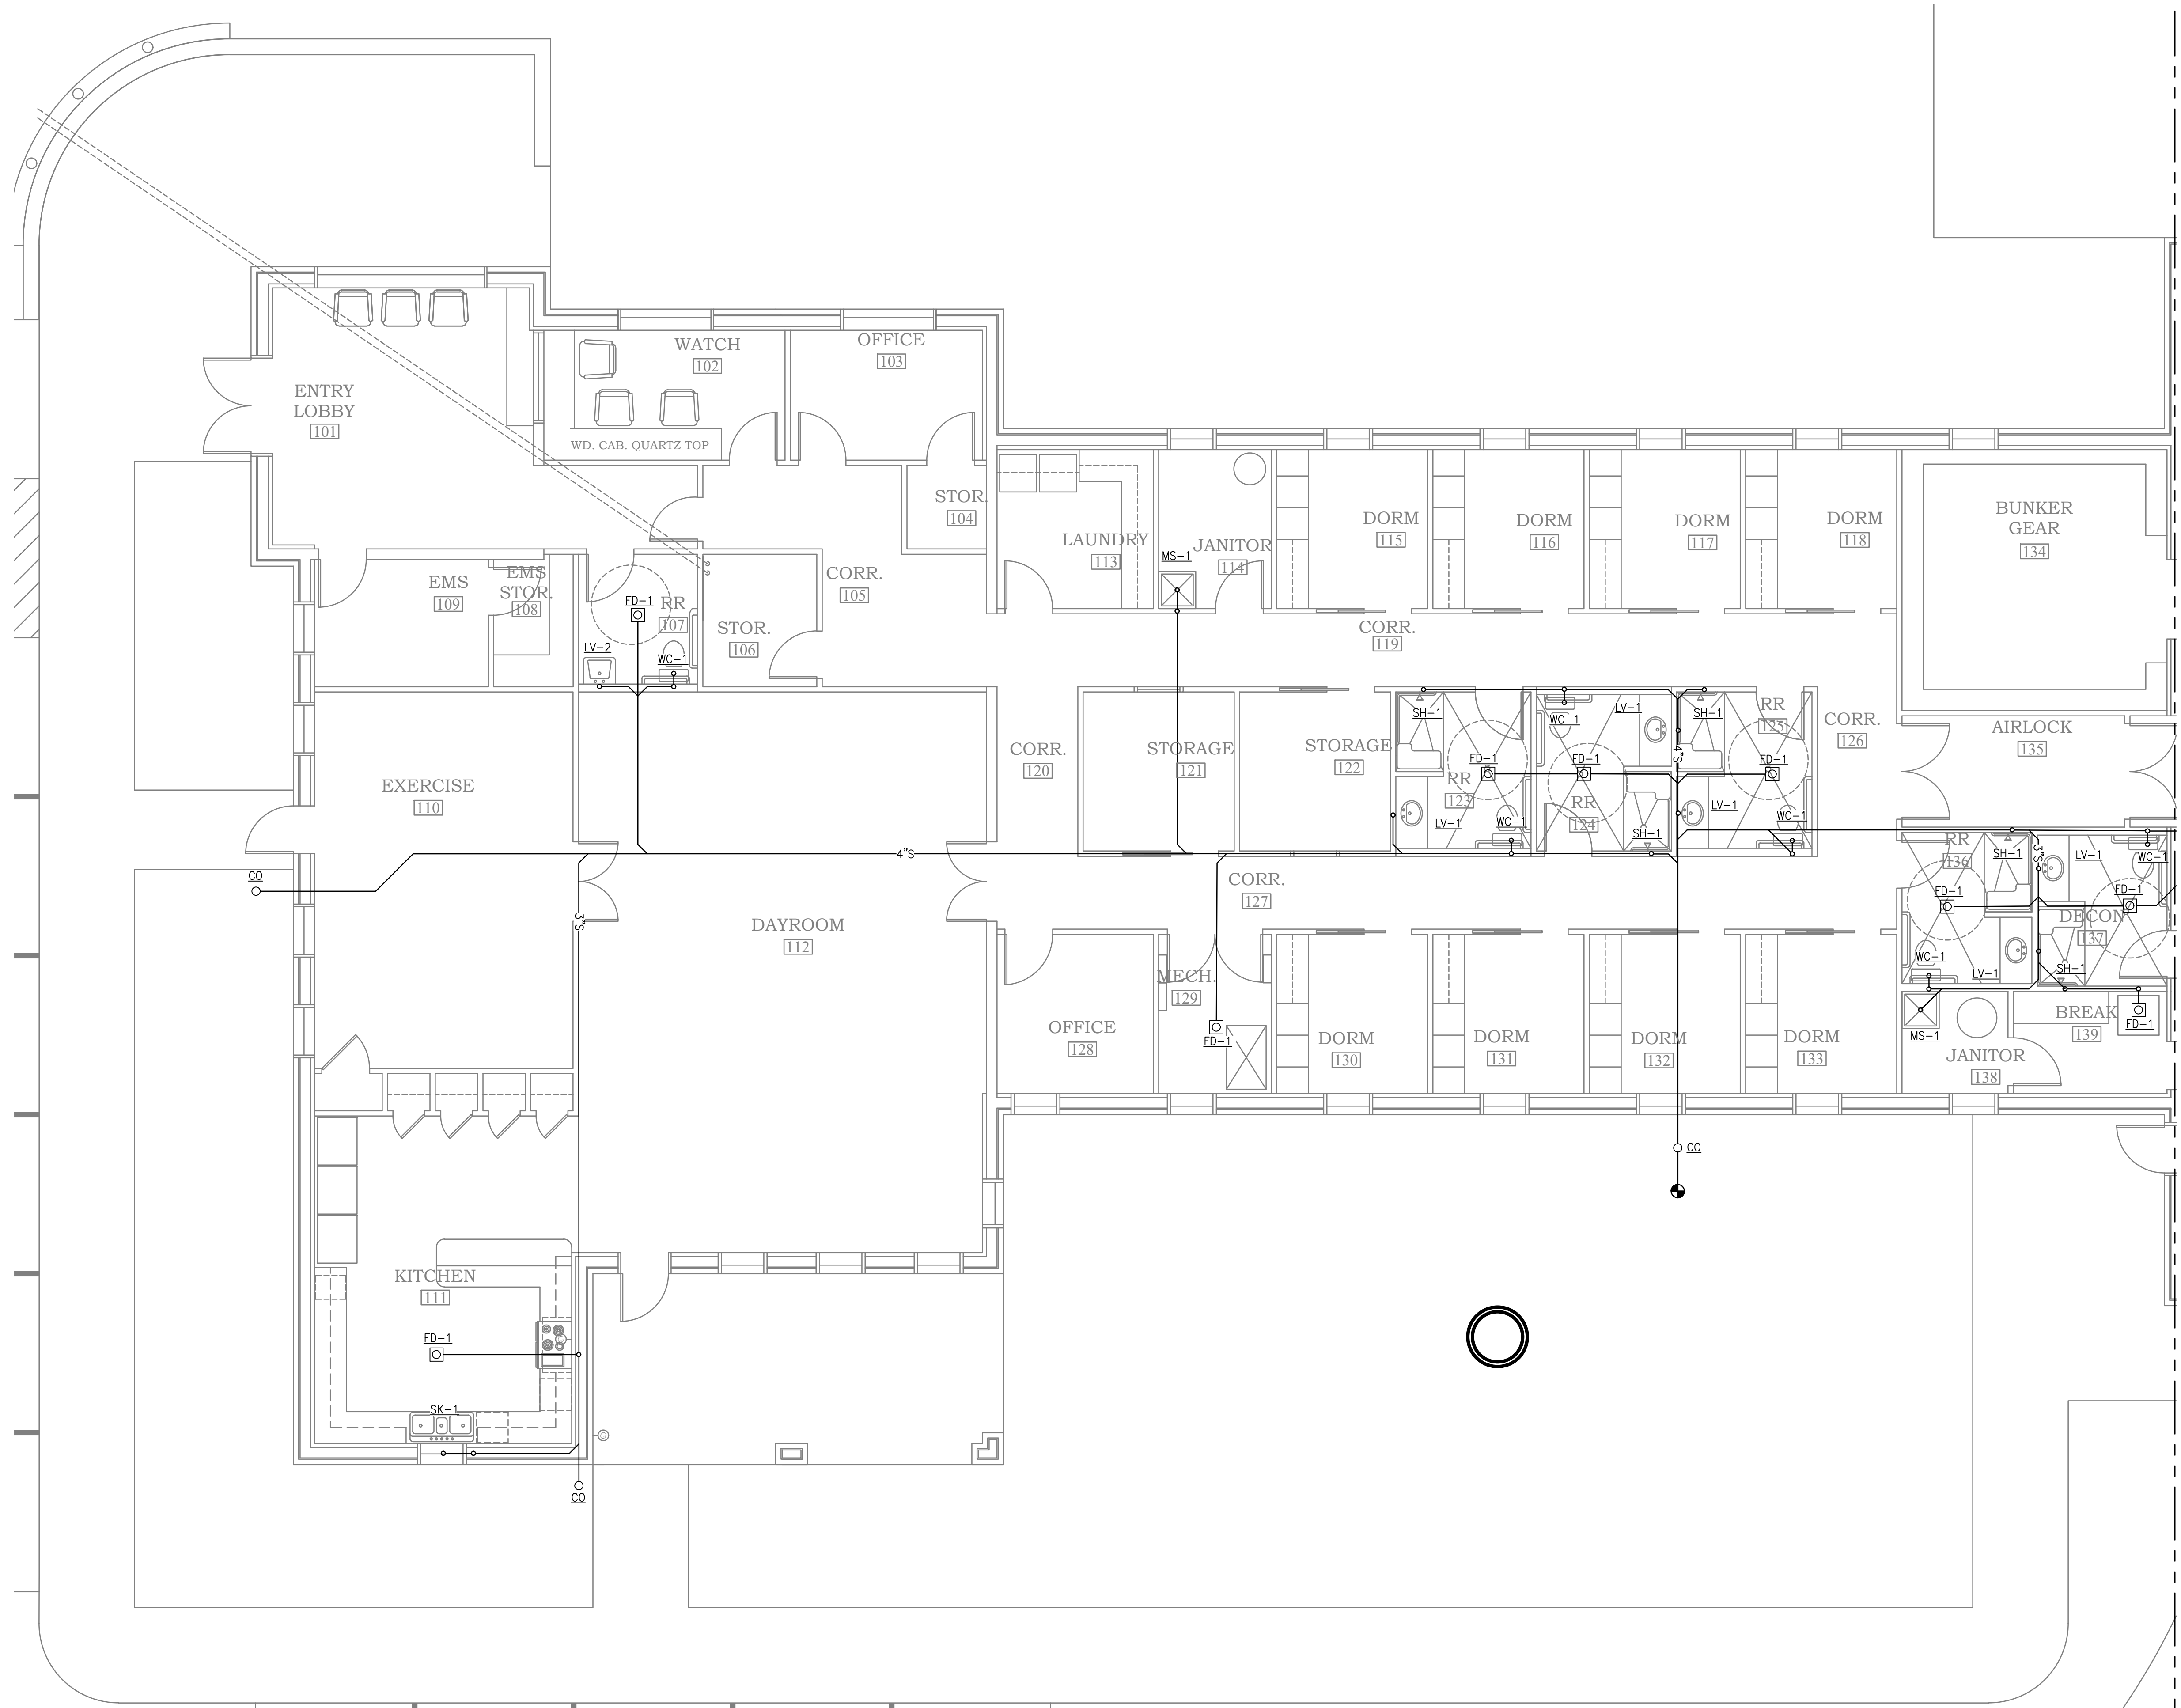 WATCH
102
OFFICE
103
ENTRY
LOBBY
101
WD. CAB. QUARTZ TOP
STOR.
104
LAUNDRY
113
MS-1
JANITOR
114
DORM
115
DORM
116
DORM
117
DORM
118
BUNKER
GEAR
134
EMS
109
EMS
STOR.
108
FD-1
RR
107
LV-2
WC-1
STOR.
106
CORR.
105
CORR.
119
EXERCISE
110
CORR.
120
STORAGE
121
STORAGE
122
SH-1
FD-1
RR
123
LV-1
WC-1
WC-1
LV-1
FD-1
RR
124
SH-1
4"S
SH-1
RR
125
FD-1
LV-1
WC-1
CORR.
126
AIRLOCK
135
CO
4"S
3"S
DAYROOM
112
CORR.
127
RR
136
SH-1
FD-1
WC-1
LV-1
3"S
LV-1
WC-1
FD-1
DECON
137
SH-1
OFFICE
128
MECH.
129
FD-1
DORM
130
DORM
131
DORM
132
DORM
133
MS-1
JANITOR
138
BREAK
139
FD-1
CO
KITCHEN
111
FD-1
SK-1
CO